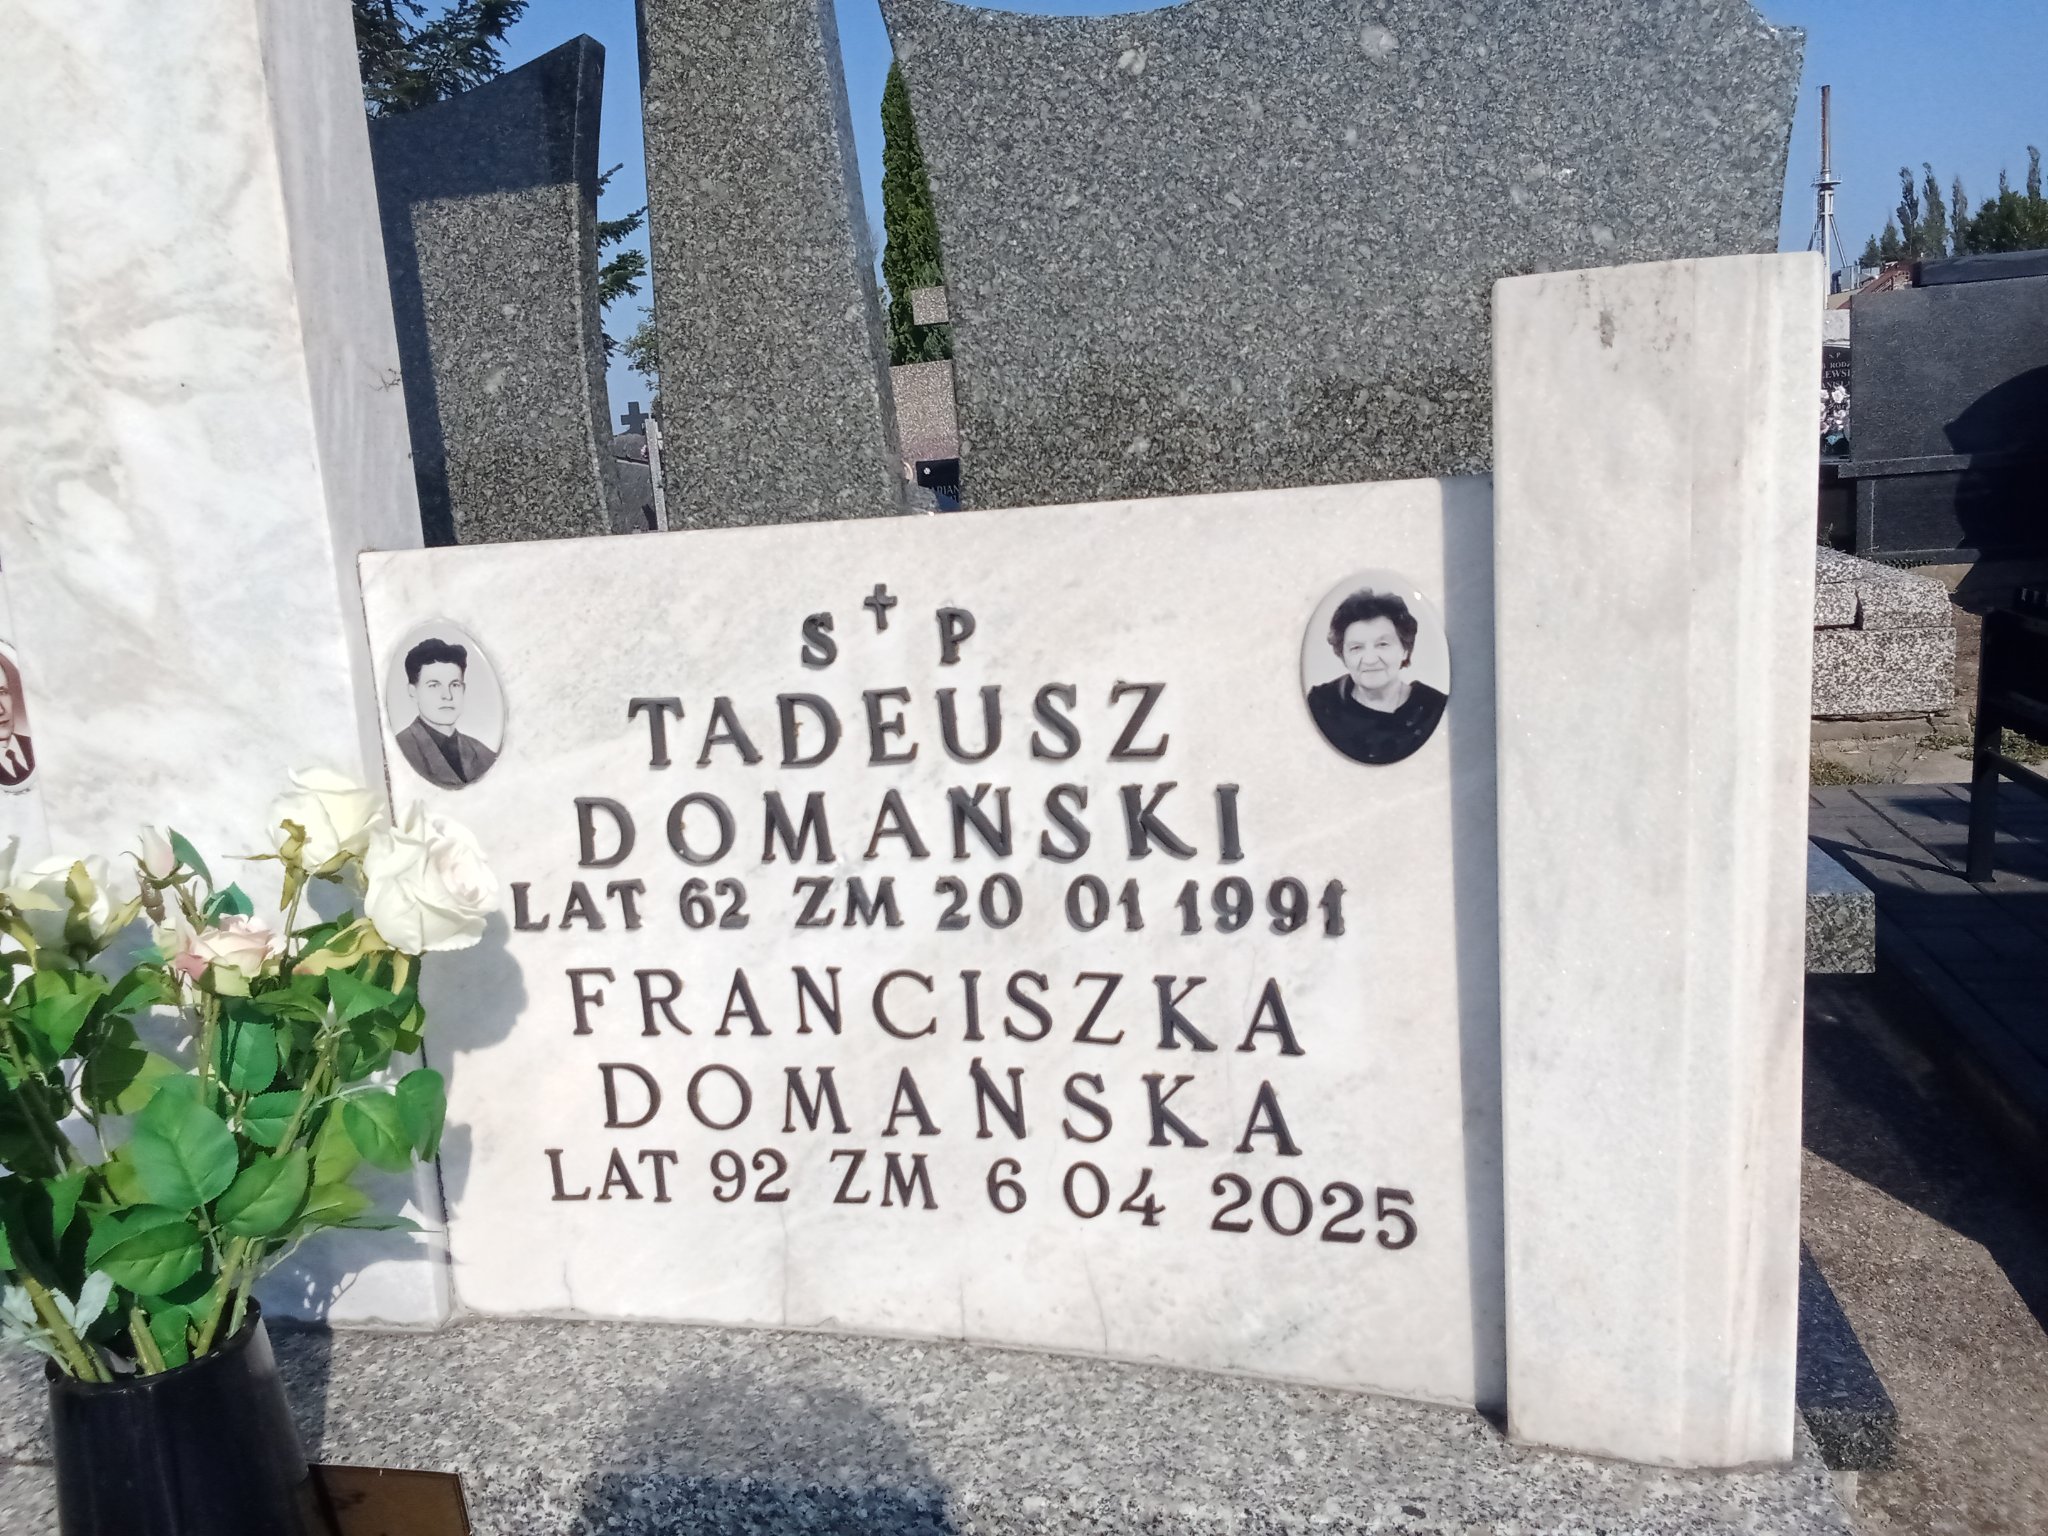 S † P
TADEUSZ
DOMAŃSKI
LAT 62 ZM 20 01 1991
FRANCISZKA
DOMAŃSKA
LAT 92 ZM 6 04 2025